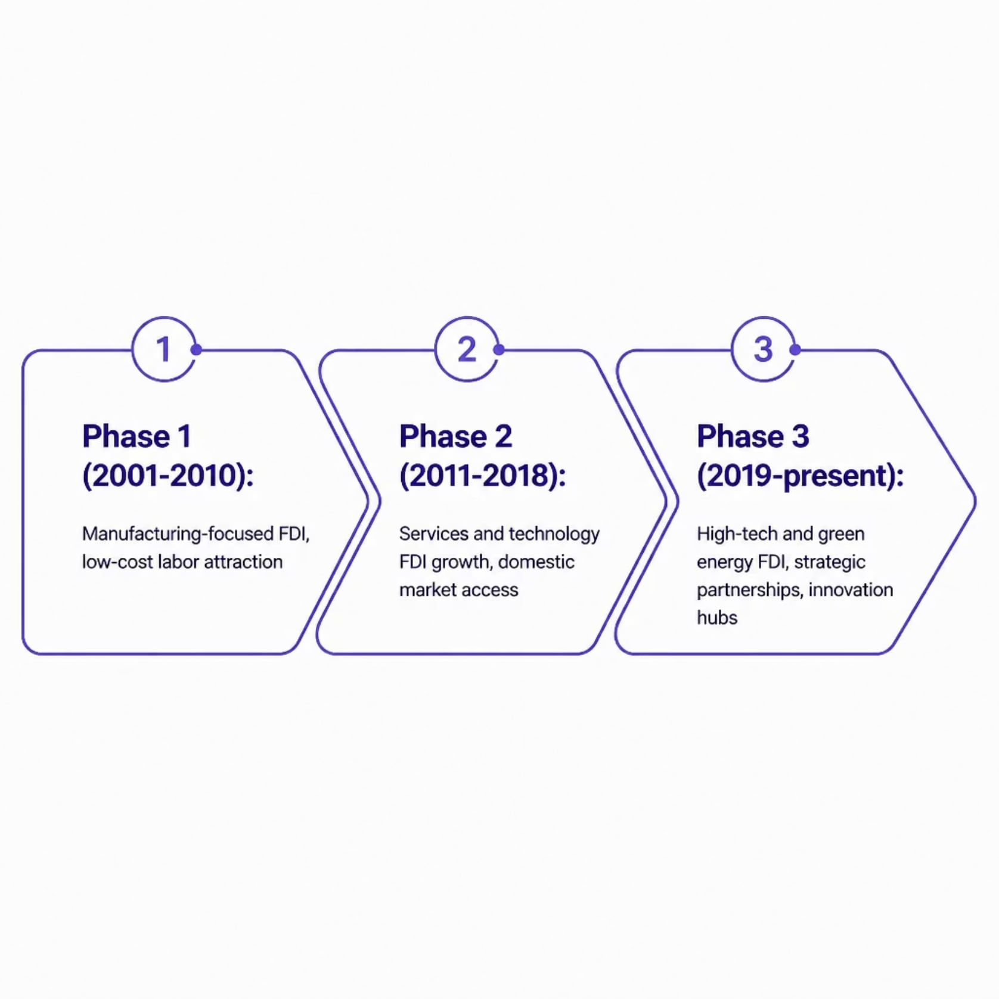 1
Phase 1
(2001-2010):
Manufacturing-focused FDI,
low-cost labor attraction
2
Phase 2
(2011-2018):
Services and technology
FDI growth, domestic
market access
3
Phase 3
(2019-present):
High-tech and green
energy FDI, strategic
partnerships, innovation
hubs